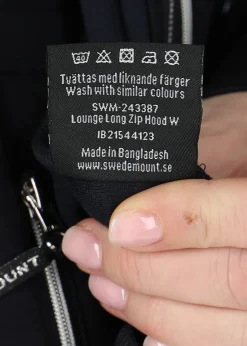 Tvättas med liknande färger
Wash with similar colours
SWM-243387
Lounge Long Zip Hood W
IB21544123
Made in Bangladesh
www.swedemount.se
OUNT